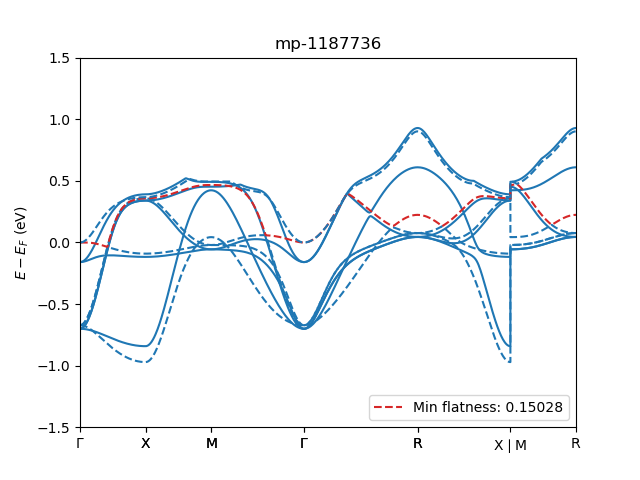 mp-1187736
1.5
1.0
0.5
0.0
−0.5
−1.0
−1.5
E − E_F (eV)
Min flatness: 0.15028
Γ X M Γ R X | M R